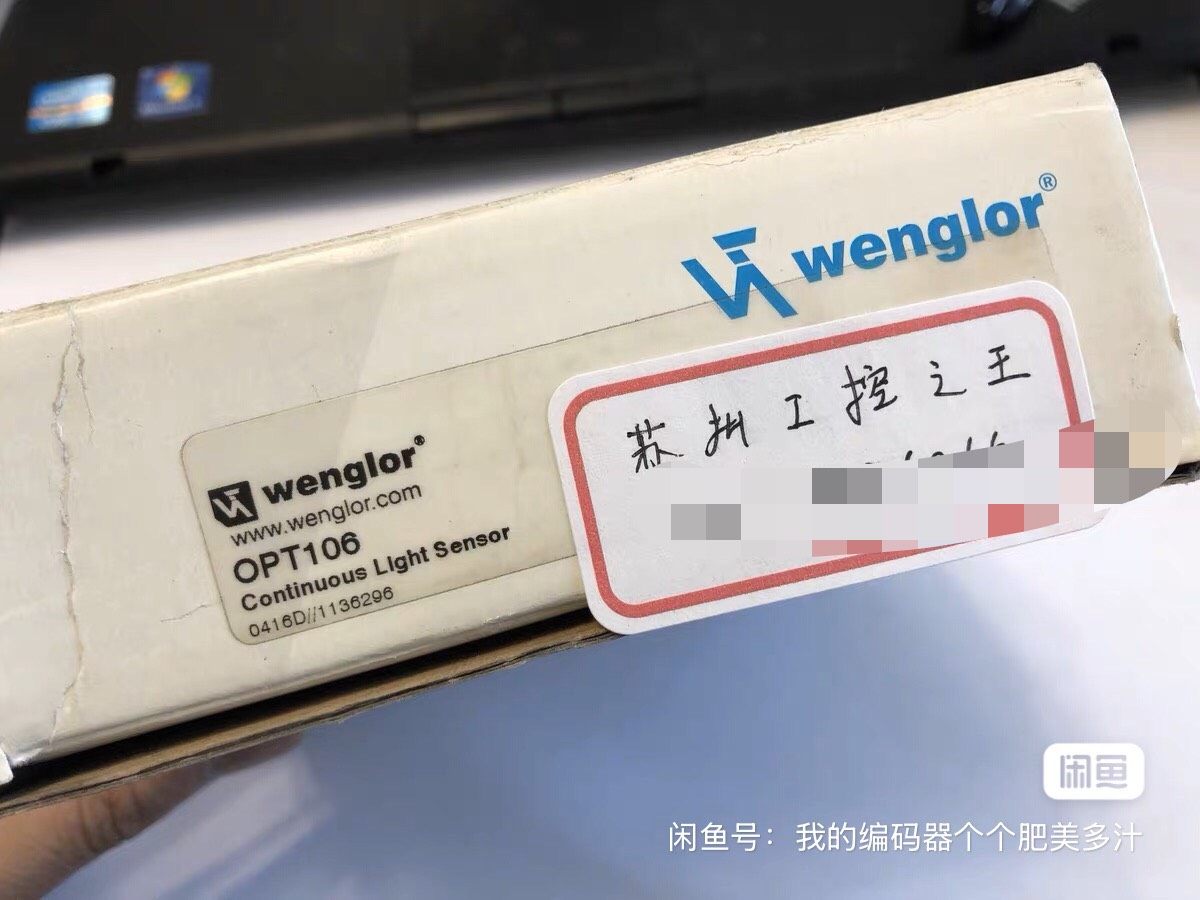 wenglor®
苏州工控之王
wenglor®
www.wenglor.com
OPT106
Continuous Light Sensor
0416D//1136296
闲鱼
闲鱼号：我的编码器个个肥美多汁